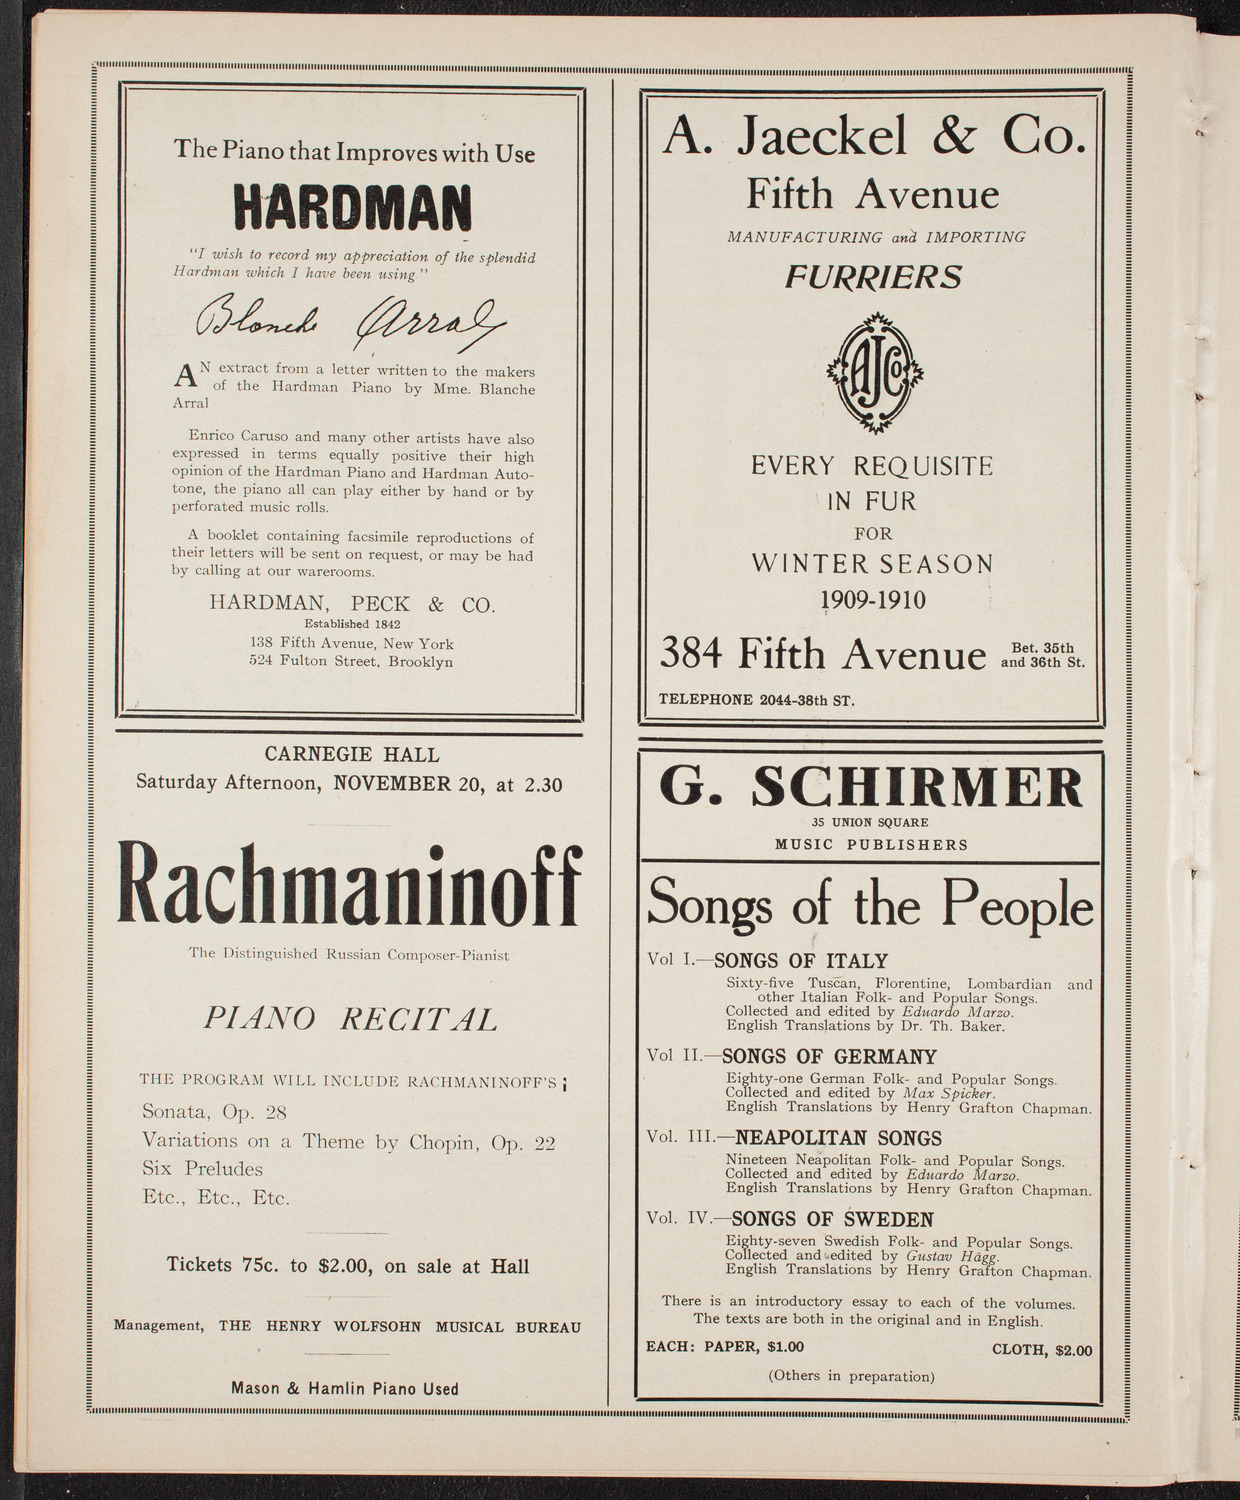 The Piano that Improves with Use
HARDMAN
"I wish to record my appreciation of the splendid
Hardman which I have been using."
Blanche Arral
AN extract from a letter written to the makers
of the Hardman Piano by Mme. Blanche
Arral
Enrico Caruso and many other artists have also
expressed in terms equally positive their high
opinion of the Hardman Piano and Hardman Auto-
tone, the piano all can play either by hand or by
perforated music rolls.
A booklet containing facsimile reproductions of
their letters will be sent on request, or may be had
by calling at our warerooms.
HARDMAN, PECK & CO.
Established 1842
138 Fifth Avenue, New York
524 Fulton Street, Brooklyn
CARNEGIE HALL
Saturday Afternoon, NOVEMBER 20, at 2.30
Rachmaninoff
The Distinguished Russian Composer-Pianist
PIANO RECITAL
THE PROGRAM WILL INCLUDE RACHMANINOFF'S ;
Sonata, Op. 28
Variations on a Theme by Chopin, Op. 22
Six Preludes
Etc., Etc., Etc.
Tickets 75c. to $2.00, on sale at Hall
Management, THE HENRY WOLFSOHN MUSICAL BUREAU
Mason & Hamlin Piano Used
A. Jaeckel & Co.
Fifth Avenue
MANUFACTURING and IMPORTING
FURRIERS
AJCo
EVERY REQUISITE
IN FUR
FOR
WINTER SEASON
1909-1910
384 Fifth Avenue Bet. 35th
and 36th St.
TELEPHONE 2044-38th ST.
G. SCHIRMER
35 UNION SQUARE
MUSIC PUBLISHERS
Songs of the People
Vol I.—SONGS OF ITALY
Sixty-five Tuscan, Florentine, Lombardian and
other Italian Folk- and Popular Songs.
Collected and edited by Eduardo Marzo.
English Translations by Dr. Th. Baker.
Vol II.—SONGS OF GERMANY
Eighty-one German Folk- and Popular Songs.
Collected and edited by Max Spicker.
English Translations by Henry Grafton Chapman.
Vol. III.—NEAPOLITAN SONGS
Nineteen Neapolitan Folk- and Popular Songs.
Collected and edited by Eduardo Marzo.
English Translations by Henry Grafton Chapman.
Vol. IV.—SONGS OF SWEDEN
Eighty-seven Swedish Folk- and Popular Songs.
Collected and edited by Gustav Hägg.
English Translations by Henry Grafton Chapman.
There is an introductory essay to each of the volumes.
The texts are both in the original and in English.
EACH: PAPER, $1.00 CLOTH, $2.00
(Others in preparation)